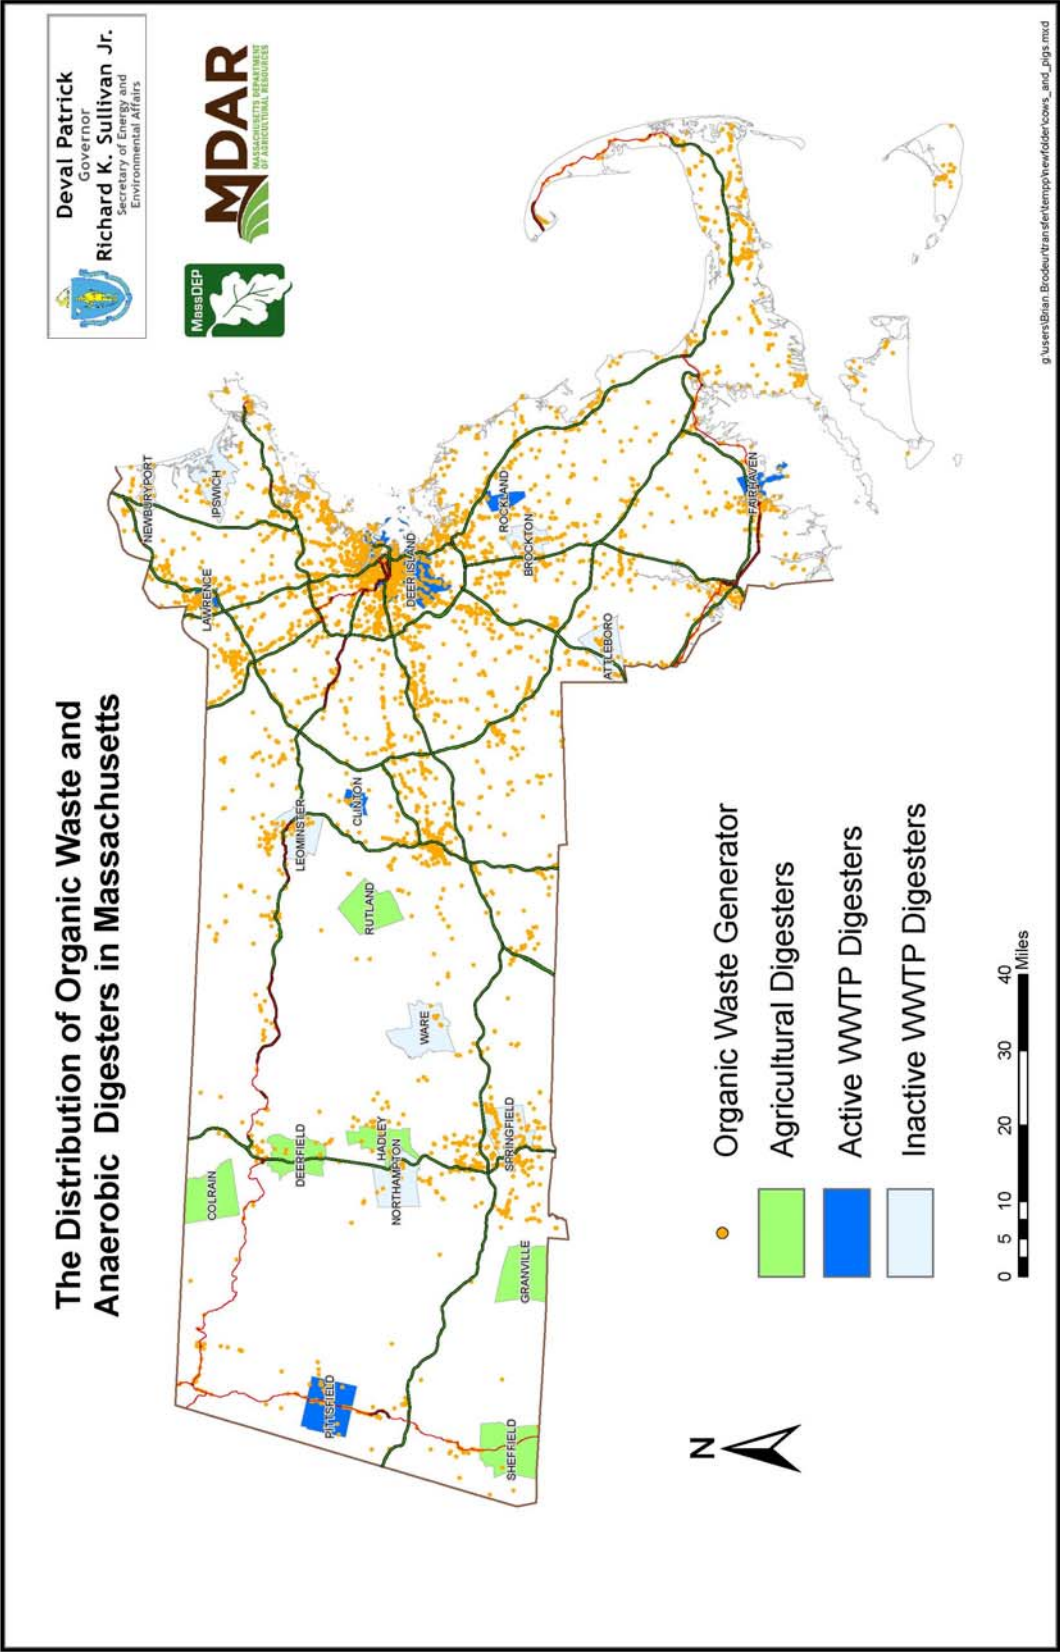 The Distribution of Organic Waste and
Anaerobic Digesters in Massachusetts
Deval Patrick
Governor
Richard K. Sullivan Jr.
Secretary of Energy and
Environmental Affairs
MassDEP
MDAR
MASSACHUSETTS DEPARTMENT
OF AGRICULTURAL RESOURCES
NEWBURYPORT
IPSWICH
LAWRENCE
LEOMINSTER
CLINTON
DEER ISLAND
ROCKLAND
BROCKTON
ATTLEBORO
FAIRHAVEN
RUTLAND
WARE
COLRAIN
DEERFIELD
HADLEY
NORTHAMPTON
SPRINGFIELD
GRANVILLE
PITTSFIELD
SHEFFIELD
N
Organic Waste Generator
Agricultural Digesters
Active WWTP Digesters
Inactive WWTP Digesters
0 5 10 20 30 40
Miles
g:\users\Brian.Brodeur\transfer\tempp\newfolder\cows_and_pigs.mxd